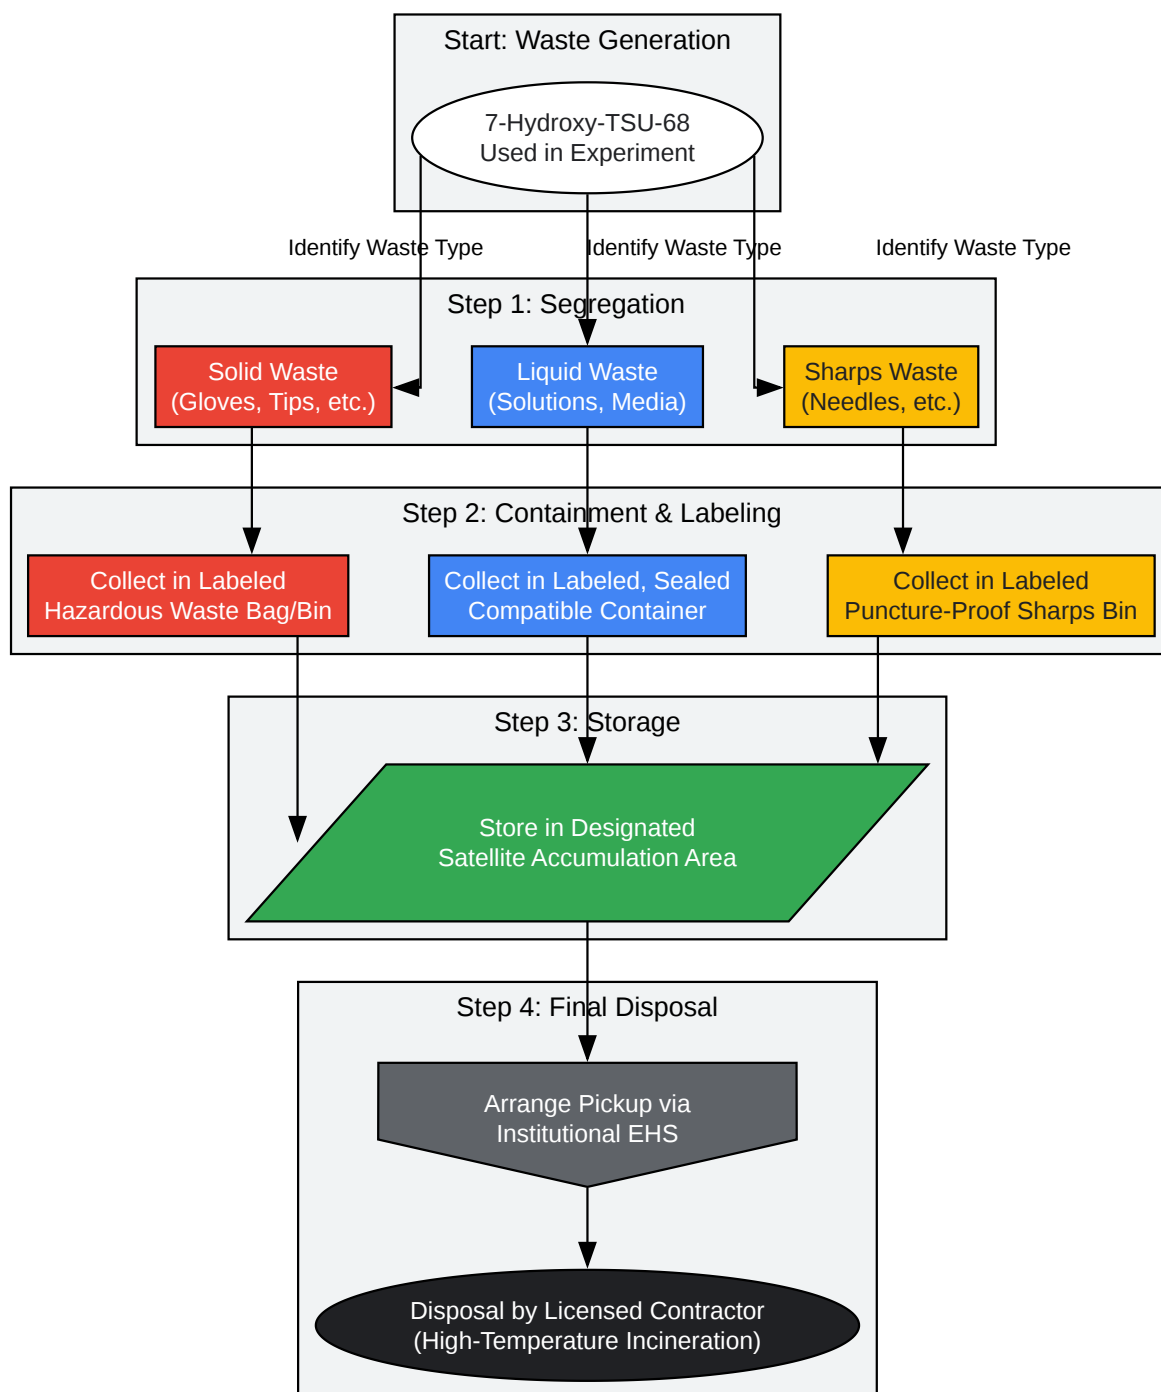 Start: Waste Generation
7-Hydroxy-TSU-68
Used in Experiment
Identify Waste Type
Identify Waste Type
Identify Waste Type
Step 1: Segregation
Solid Waste
(Gloves, Tips, etc.)
Liquid Waste
(Solutions, Media)
Sharps Waste
(Needles, etc.)
Step 2: Containment & Labeling
Collect in Labeled
Hazardous Waste Bag/Bin
Collect in Labeled, Sealed
Compatible Container
Collect in Labeled
Puncture-Proof Sharps Bin
Step 3: Storage
Store in Designated
Satellite Accumulation Area
Step 4: Final Disposal
Arrange Pickup via
Institutional EHS
Disposal by Licensed Contractor
(High-Temperature Incineration)